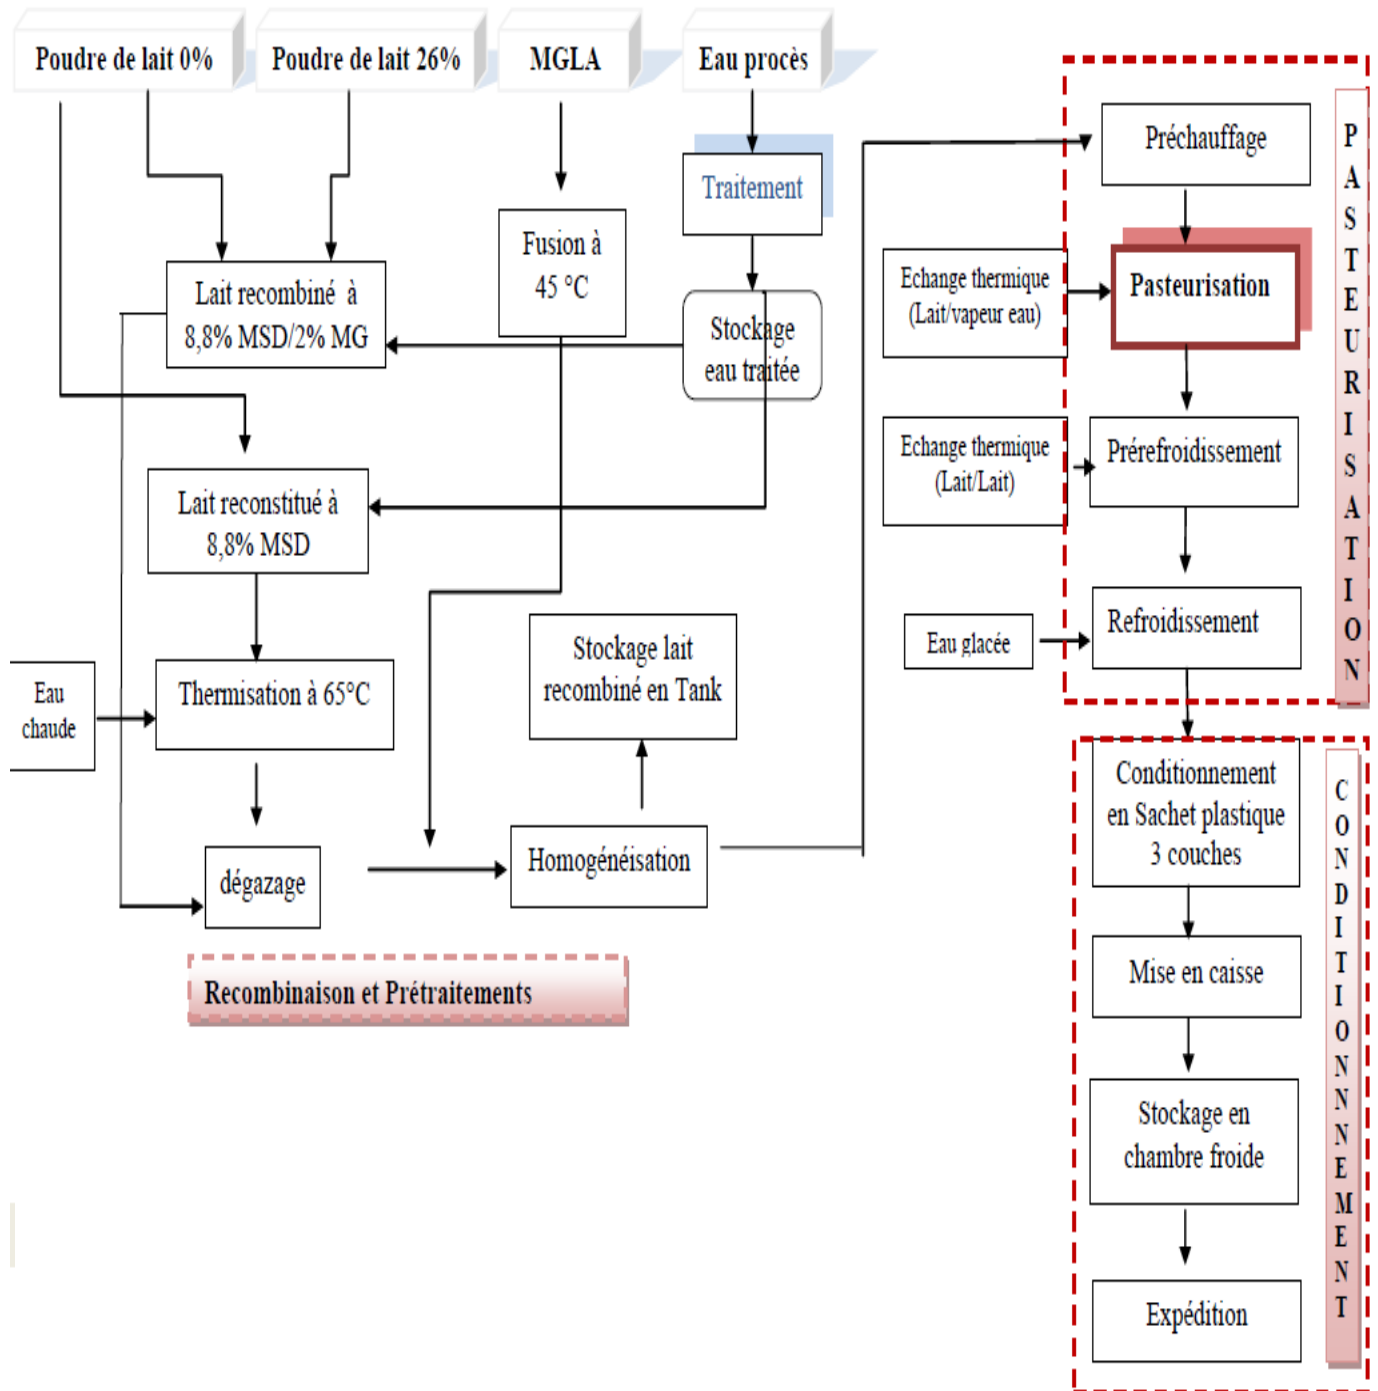 Poudre de lait 0%
Poudre de lait 26%
MGLA
Eau procès
Traitement
Fusion à
45 °C
Lait recombiné à
8,8% MSD/2% MG
Stockage
eau traitée
Lait reconstitué à
8,8% MSD
Eau
chaude
Thermisation à 65°C
dégazage
Stockage lait
recombiné en Tank
Homogénéisation
Recombinaison et Prétraitements
Préchauffage
Echange thermique
(Lait/vapeur eau)
Pasteurisation
Echange thermique
(Lait/Lait)
Prérefroidissement
Eau glacée
Refroidissement
PASTEURISATION
Conditionnement
en Sachet plastique
3 couches
Mise en caisse
Stockage en
chambre froide
Expédition
CONDITIONNNEMENT